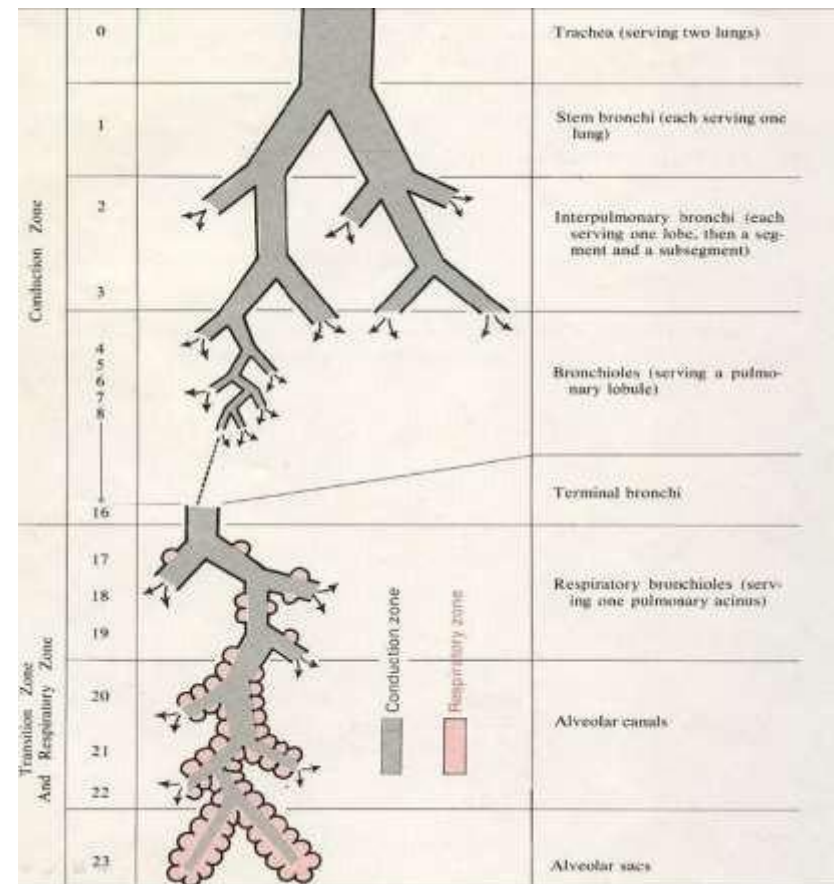 0
Trachea (serving two lungs)
1
Stem bronchi (each serving one
lung)
Conduction Zone
2
Interpulmonary bronchi (each
serving one lobe, then a seg-
ment and a subsegment)
3
4
5
6
7
8
Bronchioles (serving a pulmo-
nary lobule)
16
Terminal bronchi
17
18
19
Respiratory bronchioles (serv-
ing one pulmonary acinus)
Conduction zone
Respiratory zone
Transition Zone
And Respiratory Zone
20
21
22
Alveolar canals
23
Alveolar sacs